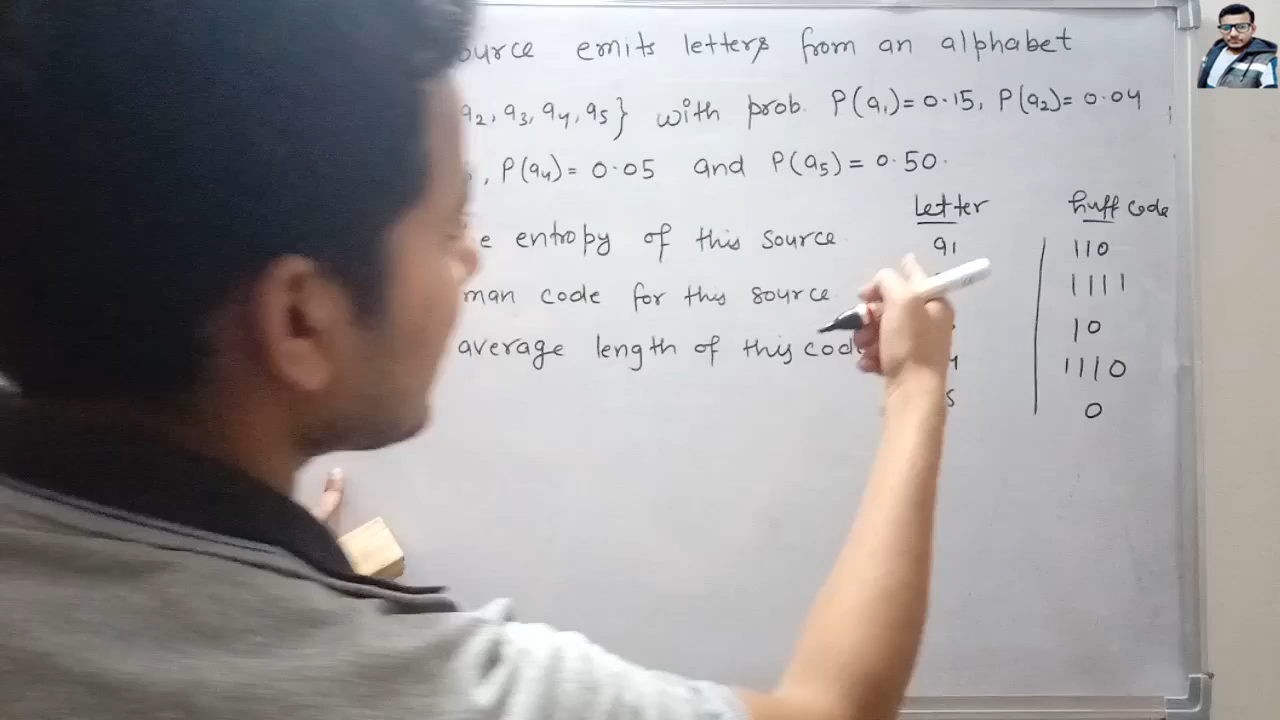 ource emits letters from an alphabet
a2, a3, a4, a5} with prob. P(a1) = 0.15, P(a2) = 0.04
, P(a4) = 0.05 and P(a5) = 0.50.
letter huff code
e entropy of this source a1 110
1111
man code for this source
10
average length of this code
1110
5 0